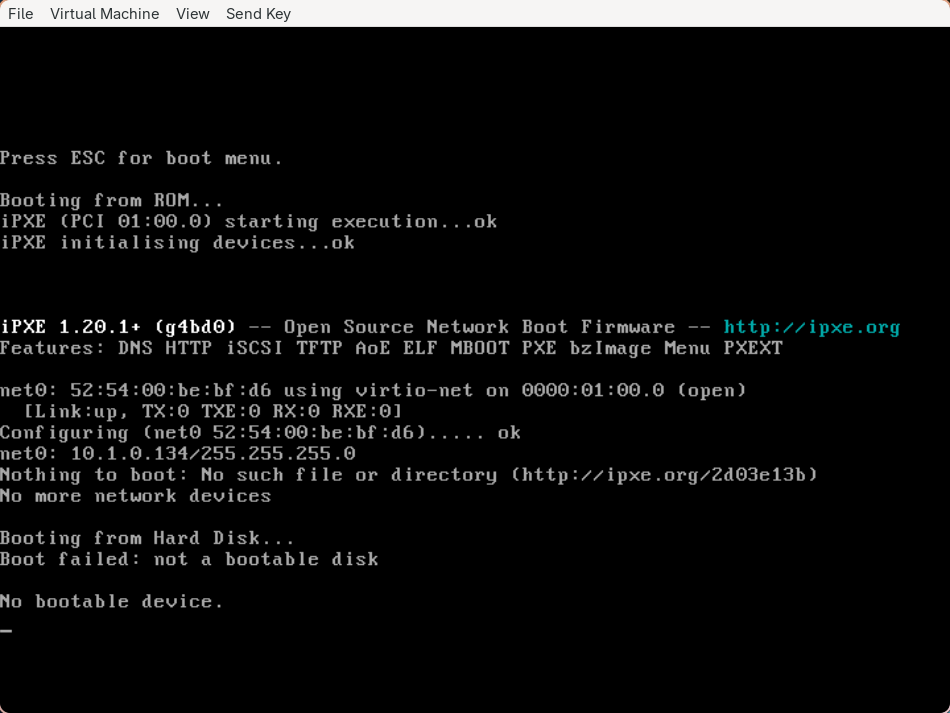 File Virtual Machine View Send Key
Press ESC for boot menu.
Booting from ROM...
iPXE (PCI 01:00.0) starting execution...ok
iPXE initialising devices...ok
iPXE 1.20.1+ (g4bd0) -- Open Source Network Boot Firmware -- http://ipxe.org
Features: DNS HTTP iSCSI TFTP AoE ELF MBOOT PXE bzImage Menu PXEXT
net0: 52:54:00:be:bf:d6 using virtio-net on 0000:01:00.0 (open)
[Link:up, TX:0 TXE:0 RX:0 RXE:0]
Configuring (net0 52:54:00:be:bf:d6)..... ok
net0: 10.1.0.134/255.255.255.0
Nothing to boot: No such file or directory (http://ipxe.org/2d03e13b)
No more network devices
Booting from Hard Disk...
Boot failed: not a bootable disk
No bootable device.